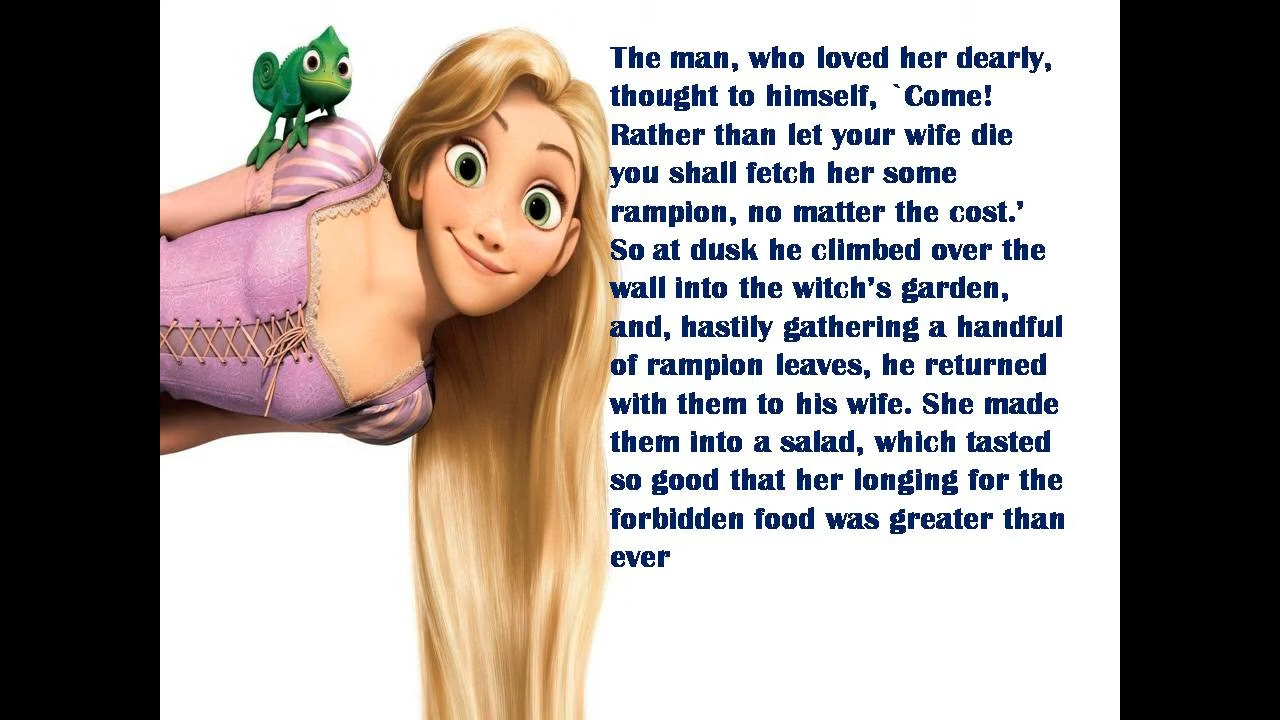 The man, who loved her dearly,
thought to himself, `Come!
Rather than let your wife die
you shall fetch her some
rampion, no matter the cost.’
So at dusk he climbed over the
wall into the witch’s garden,
and, hastily gathering a handful
of rampion leaves, he returned
with them to his wife. She made
them into a salad, which tasted
so good that her longing for the
forbidden food was greater than
ever